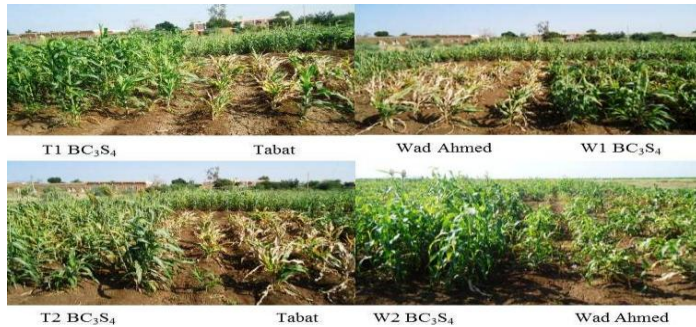 T1 BC₃S₄ Tabat Wad Ahmed W1 BC₃S₄
T2 BC₃S₄ Tabat W2 BC₃S₄ Wad Ahmed